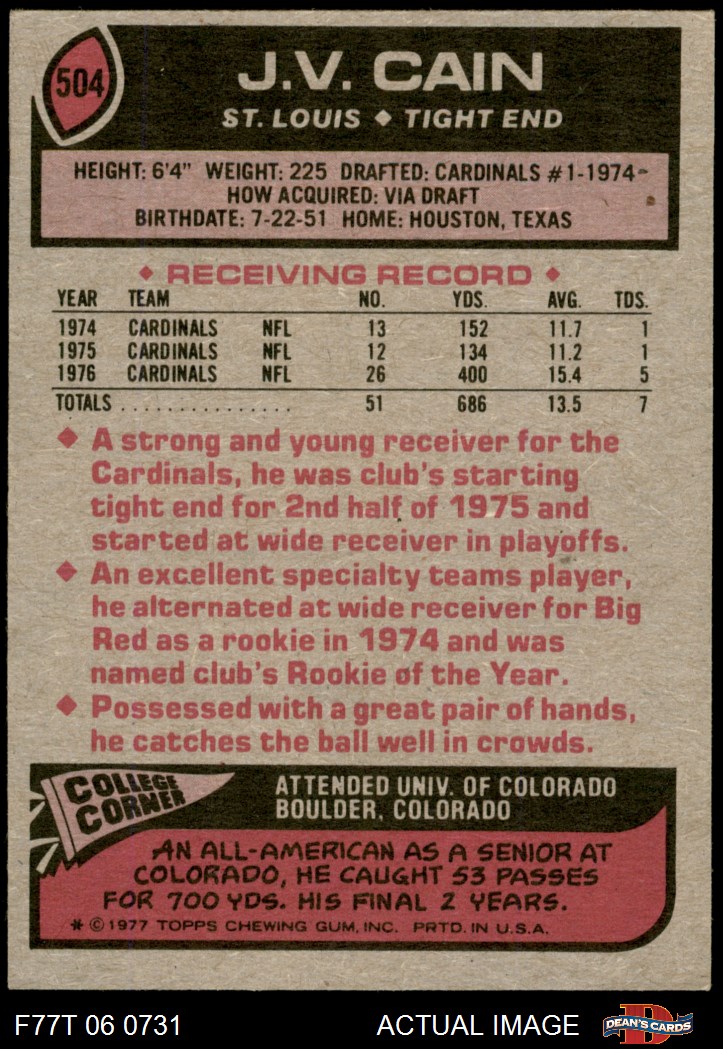 504
J.V. CAIN
ST. LOUIS ◆ TIGHT END
HEIGHT: 6'4" WEIGHT: 225 DRAFTED: CARDINALS #1-1974
HOW ACQUIRED: VIA DRAFT
BIRTHDATE: 7-22-51 HOME: HOUSTON, TEXAS
◆ RECEIVING RECORD ◆
YEAR TEAM NO. YDS. AVG. TDS.
1974 CARDINALS NFL 13 152 11.7 1
1975 CARDINALS NFL 12 134 11.2 1
1976 CARDINALS NFL 26 400 15.4 5
TOTALS ................ 51 686 13.5 7
◆ A strong and young receiver for the
Cardinals, he was club's starting
tight end for 2nd half of 1975 and
started at wide receiver in playoffs.
◆ An excellent specialty teams player,
he alternated at wide receiver for Big
Red as a rookie in 1974 and was
named club's Rookie of the Year.
◆ Possessed with a great pair of hands,
he catches the ball well in crowds.
COLLEGE
CORNER
ATTENDED UNIV. OF COLORADO
BOULDER, COLORADO
AN ALL-AMERICAN AS A SENIOR AT
COLORADO, HE CAUGHT 53 PASSES
FOR 700 YDS. HIS FINAL 2 YEARS.
* © 1977 TOPPS CHEWING GUM, INC. PRTD. IN U.S.A.
F77T 06 0731 ACTUAL IMAGE
D
DEAN'S CARDS